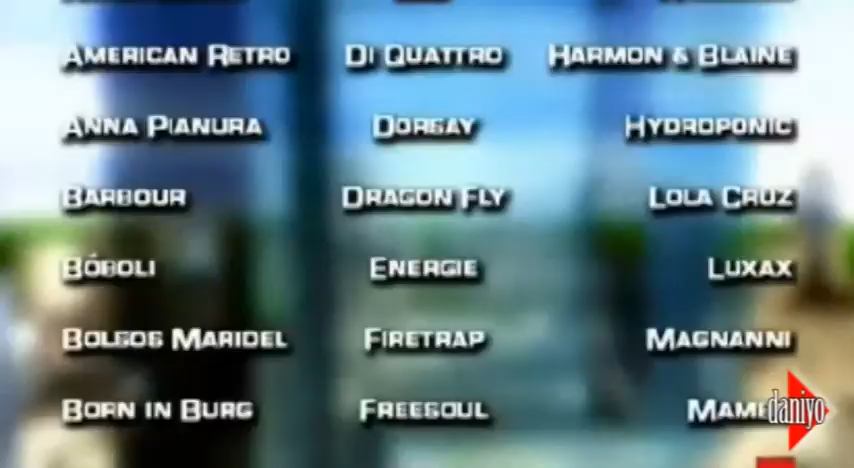 American Retro Di Quattro Harmon & Blaine
Anna Pianura Dorgay Hydroponic
Barbour Dragon Fly Lola Cruz
Bóboli Energie Luxax
Bolsos Maridel Firetrap Magnanni
Born in Burg Freesoul
daniyo